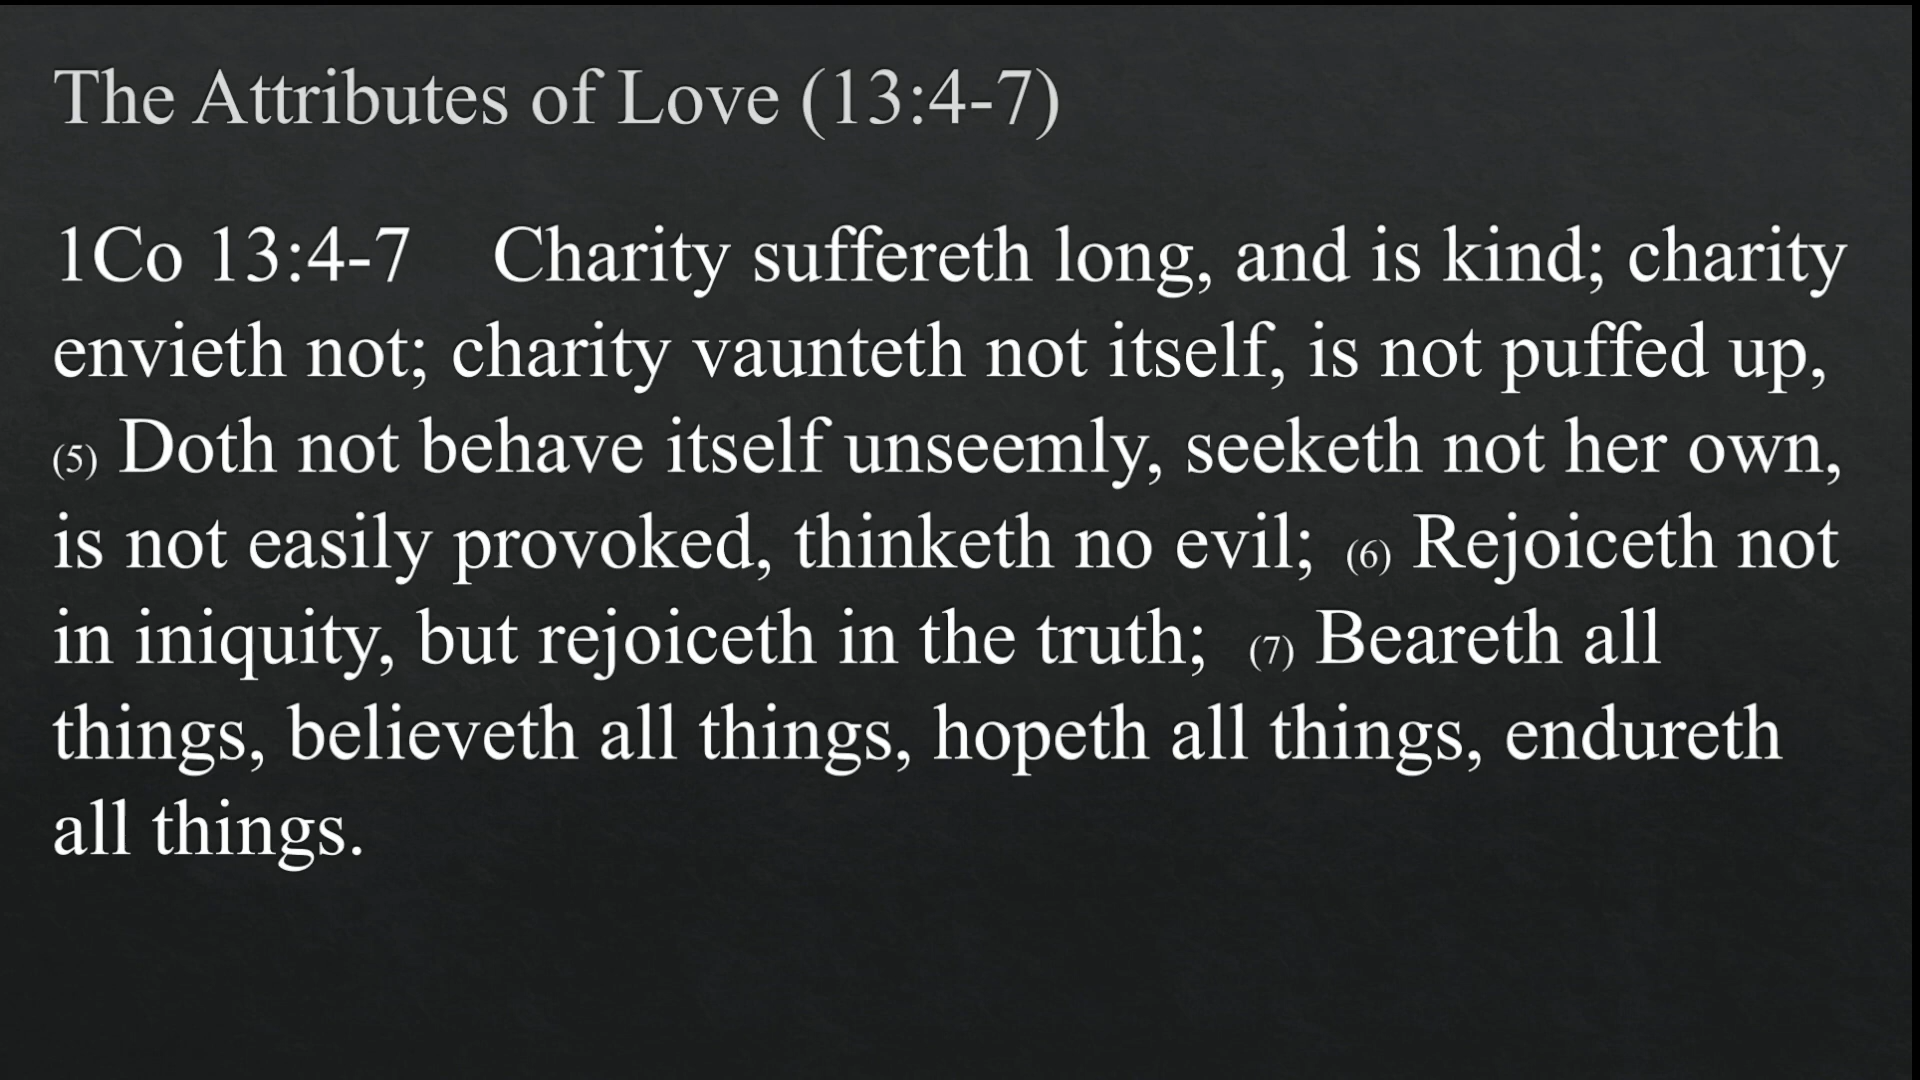 The Attributes of Love (13:4-7)
1Co 13:4-7 Charity suffereth long, and is kind; charity
envieth not; charity vaunteth not itself, is not puffed up,
(5) Doth not behave itself unseemly, seeketh not her own,
is not easily provoked, thinketh no evil; (6) Rejoiceth not
in iniquity, but rejoiceth in the truth; (7) Beareth all
things, believeth all things, hopeth all things, endureth
all things.